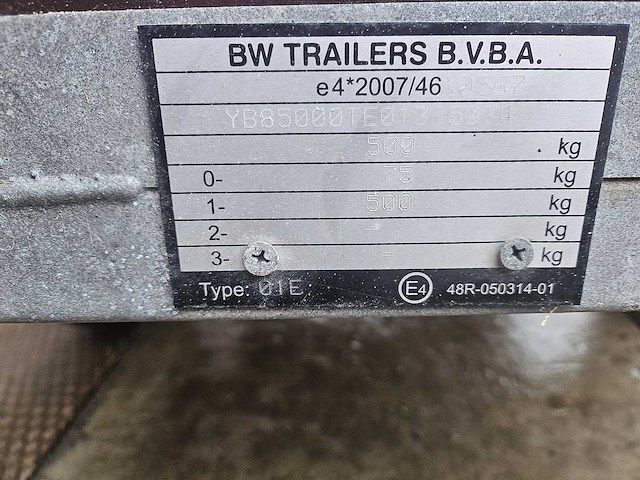 BW TRAILERS B.V.B.A.
e4*2007/46
500 kg
0- 75 kg
1- 500 kg
2- - kg
3- - kg
Type: 01E E4 48R-050314-01